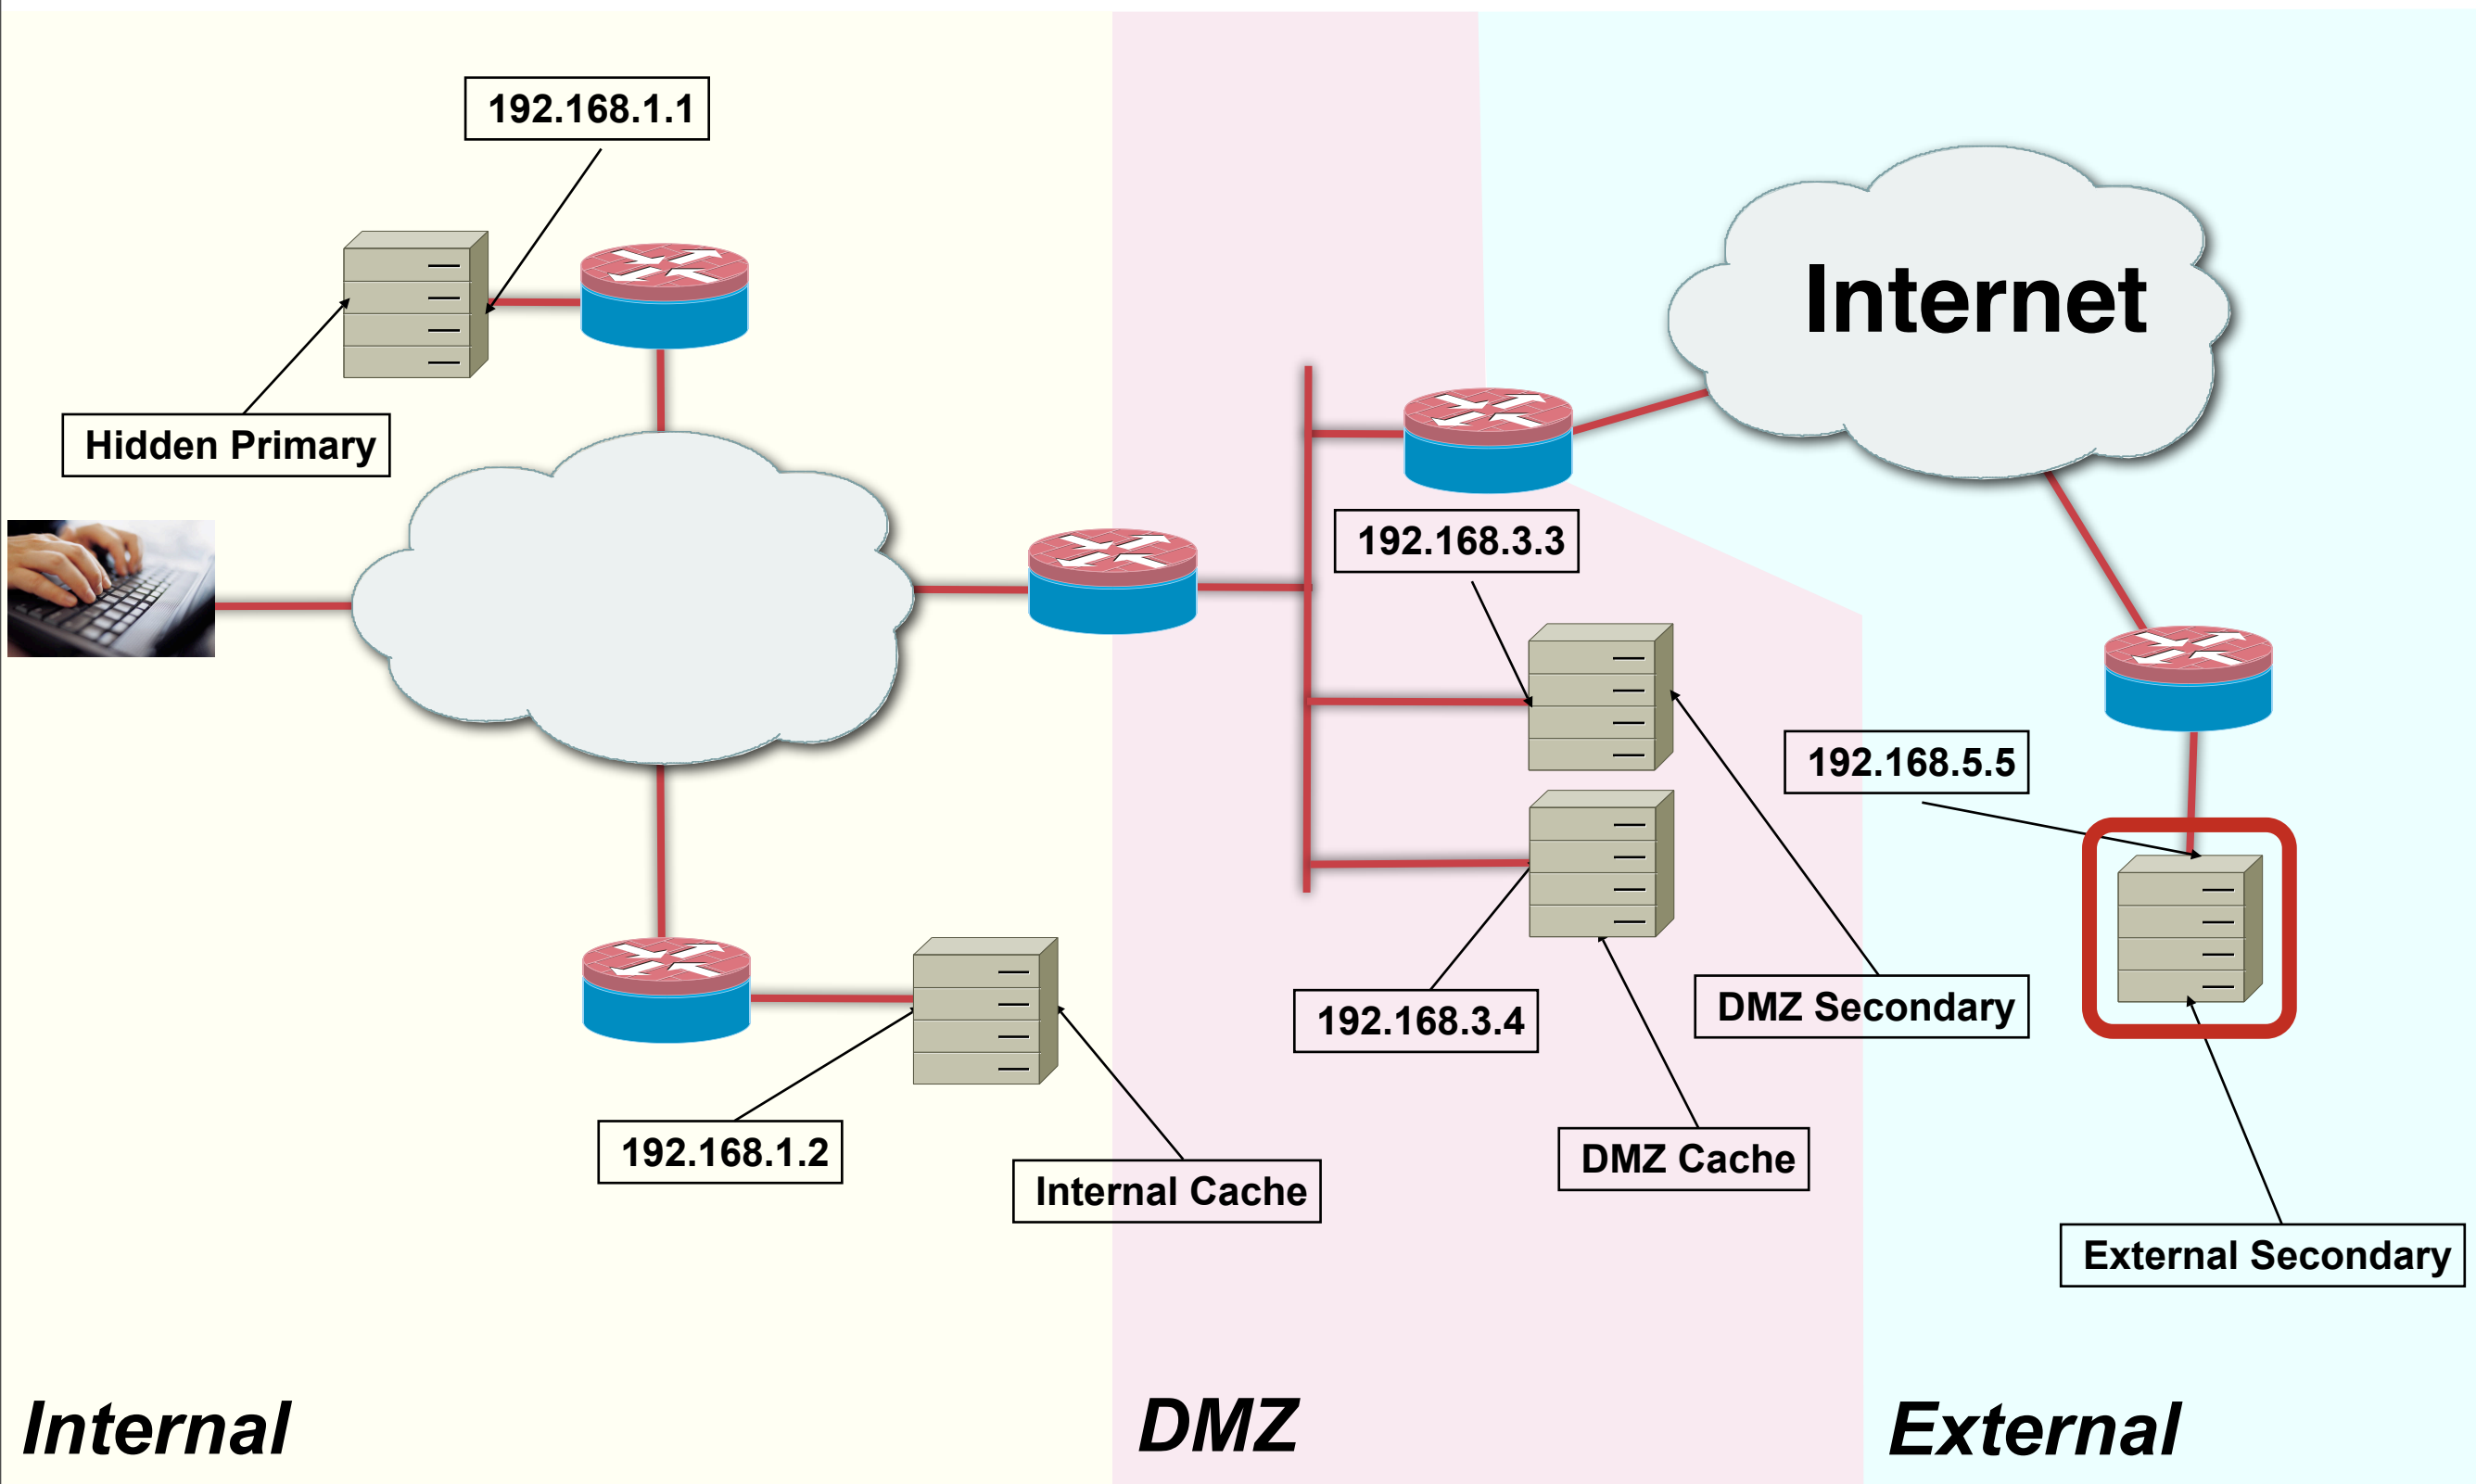 192.168.1.1
Hidden Primary
Internet
192.168.3.3
192.168.5.5
DMZ Secondary
192.168.3.4
192.168.1.2
DMZ Cache
Internal Cache
External Secondary
Internal
DMZ
External